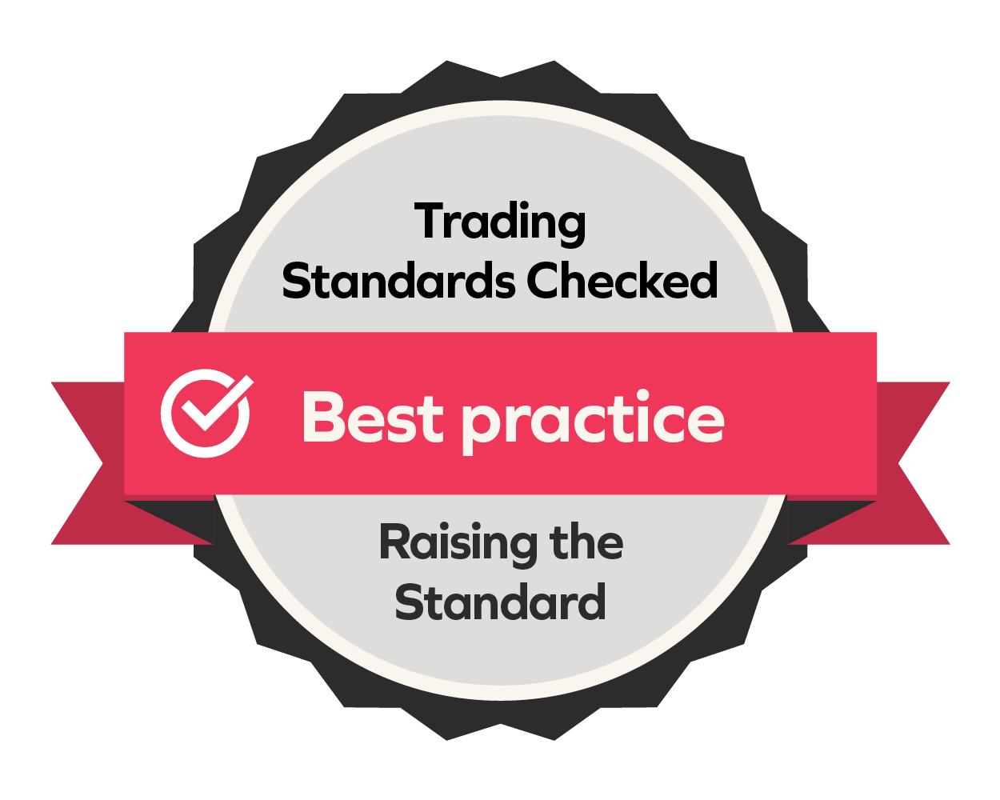 Trading
Standards Checked
Best practice
Raising the
Standard